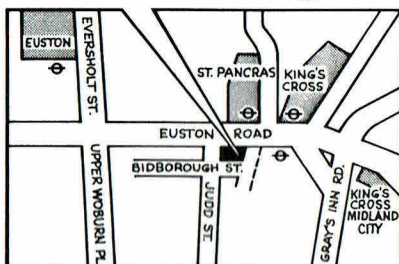 EUSTON
EVERSHOLT ST.
ST. PANCRAS
KING'S
CROSS
EUSTON ROAD
BIDBOROUGH ST.
UPPER WOBURN PL.
JUDD ST.
GRAY'S INN RD.
KING'S
CROSS
MIDLAND
CITY